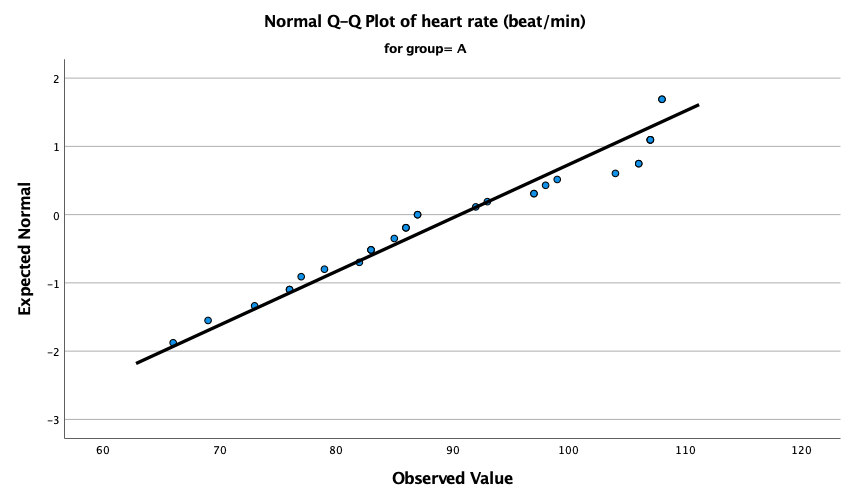 Normal Q-Q Plot of heart rate (beat/min)
for group= A
2
1
0
-1
-2
-3
Expected Normal
60 70 80 90 100 110 120
Observed Value